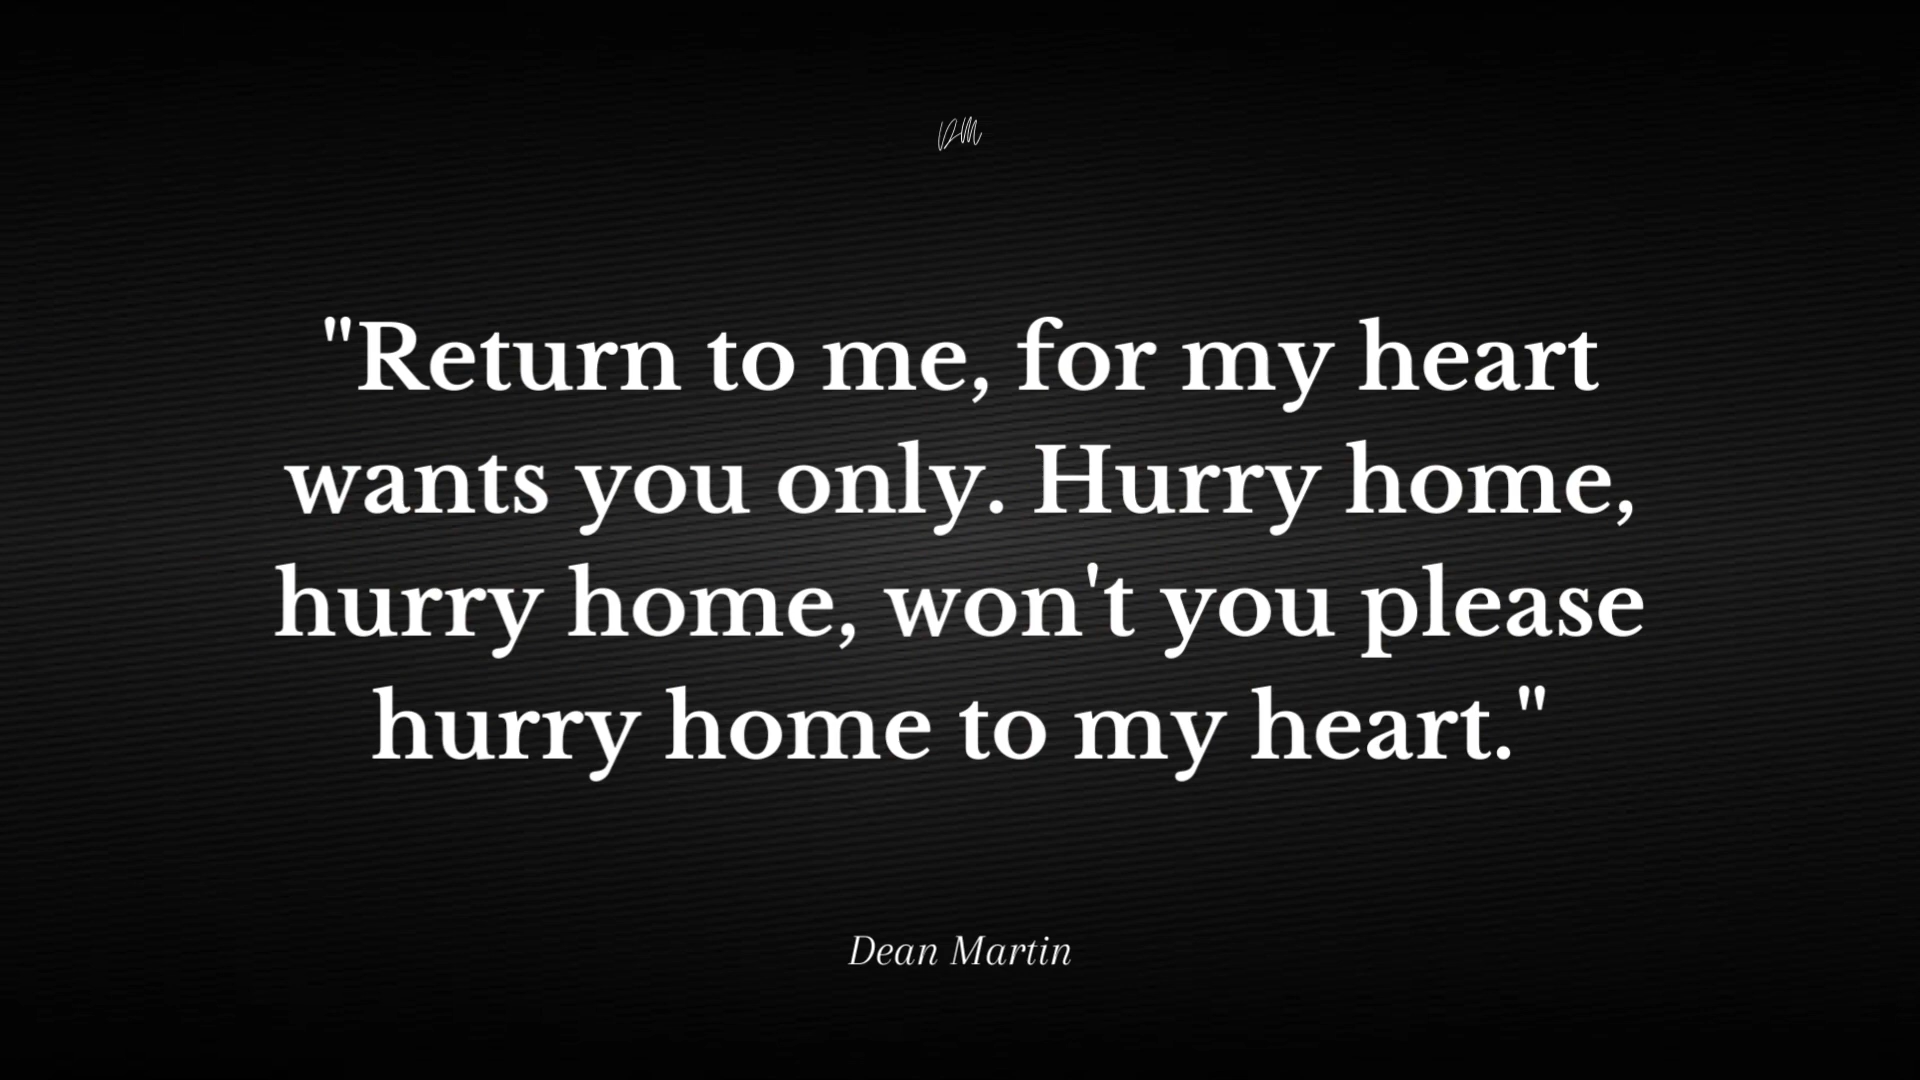 DM
"Return to me, for my heart
wants you only. Hurry home,
hurry home, won't you please
hurry home to my heart."
Dean Martin